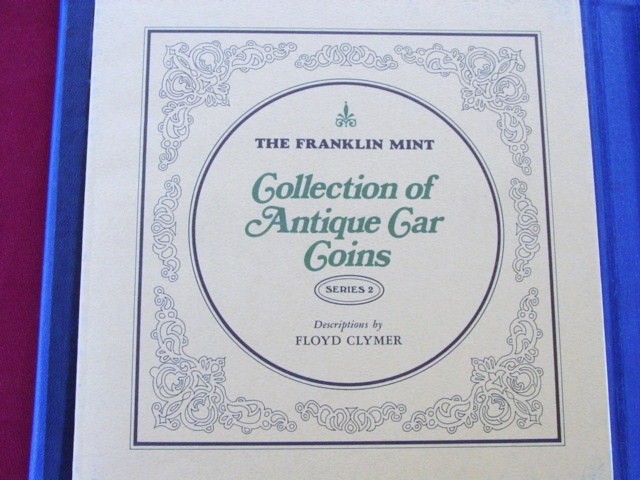 THE FRANKLIN MINT
Collection of
Antique Car
Coins
SERIES 2
Descriptions by
FLOYD CLYMER